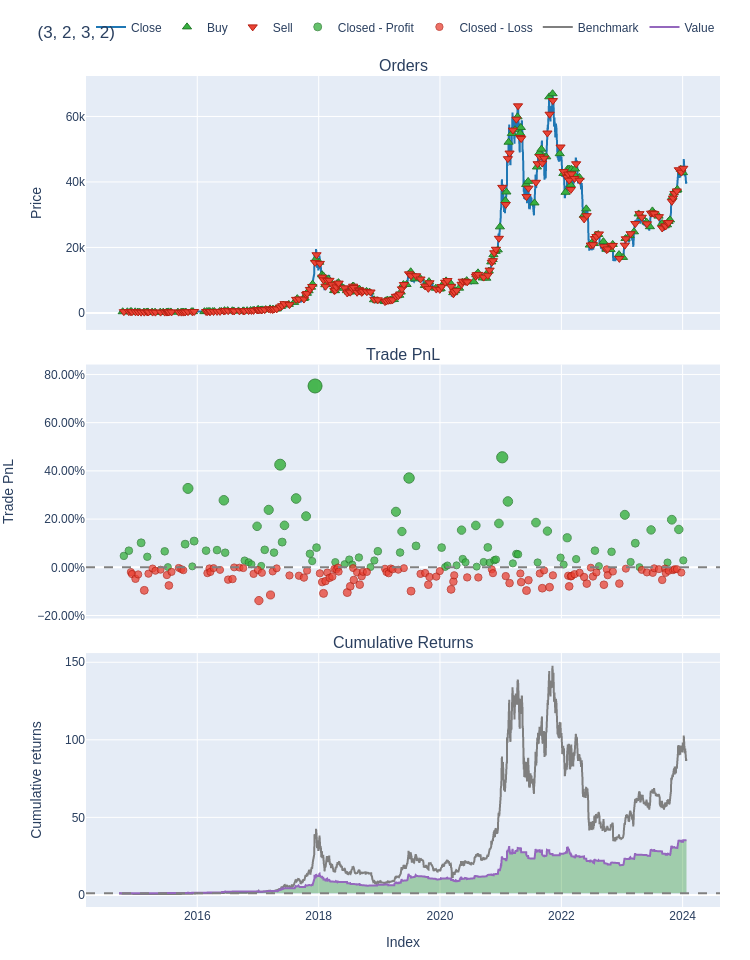 (3, 2, 3, 2)
Close Buy Sell Closed - Profit Closed - Loss Benchmark Value
Orders
60k
40k
20k
0
Price
Trade PnL
80.00%
60.00%
40.00%
20.00%
0.00%
−20.00%
Trade PnL
Cumulative Returns
150
100
50
0
Cumulative returns
2016 2018 2020 2022 2024
Index